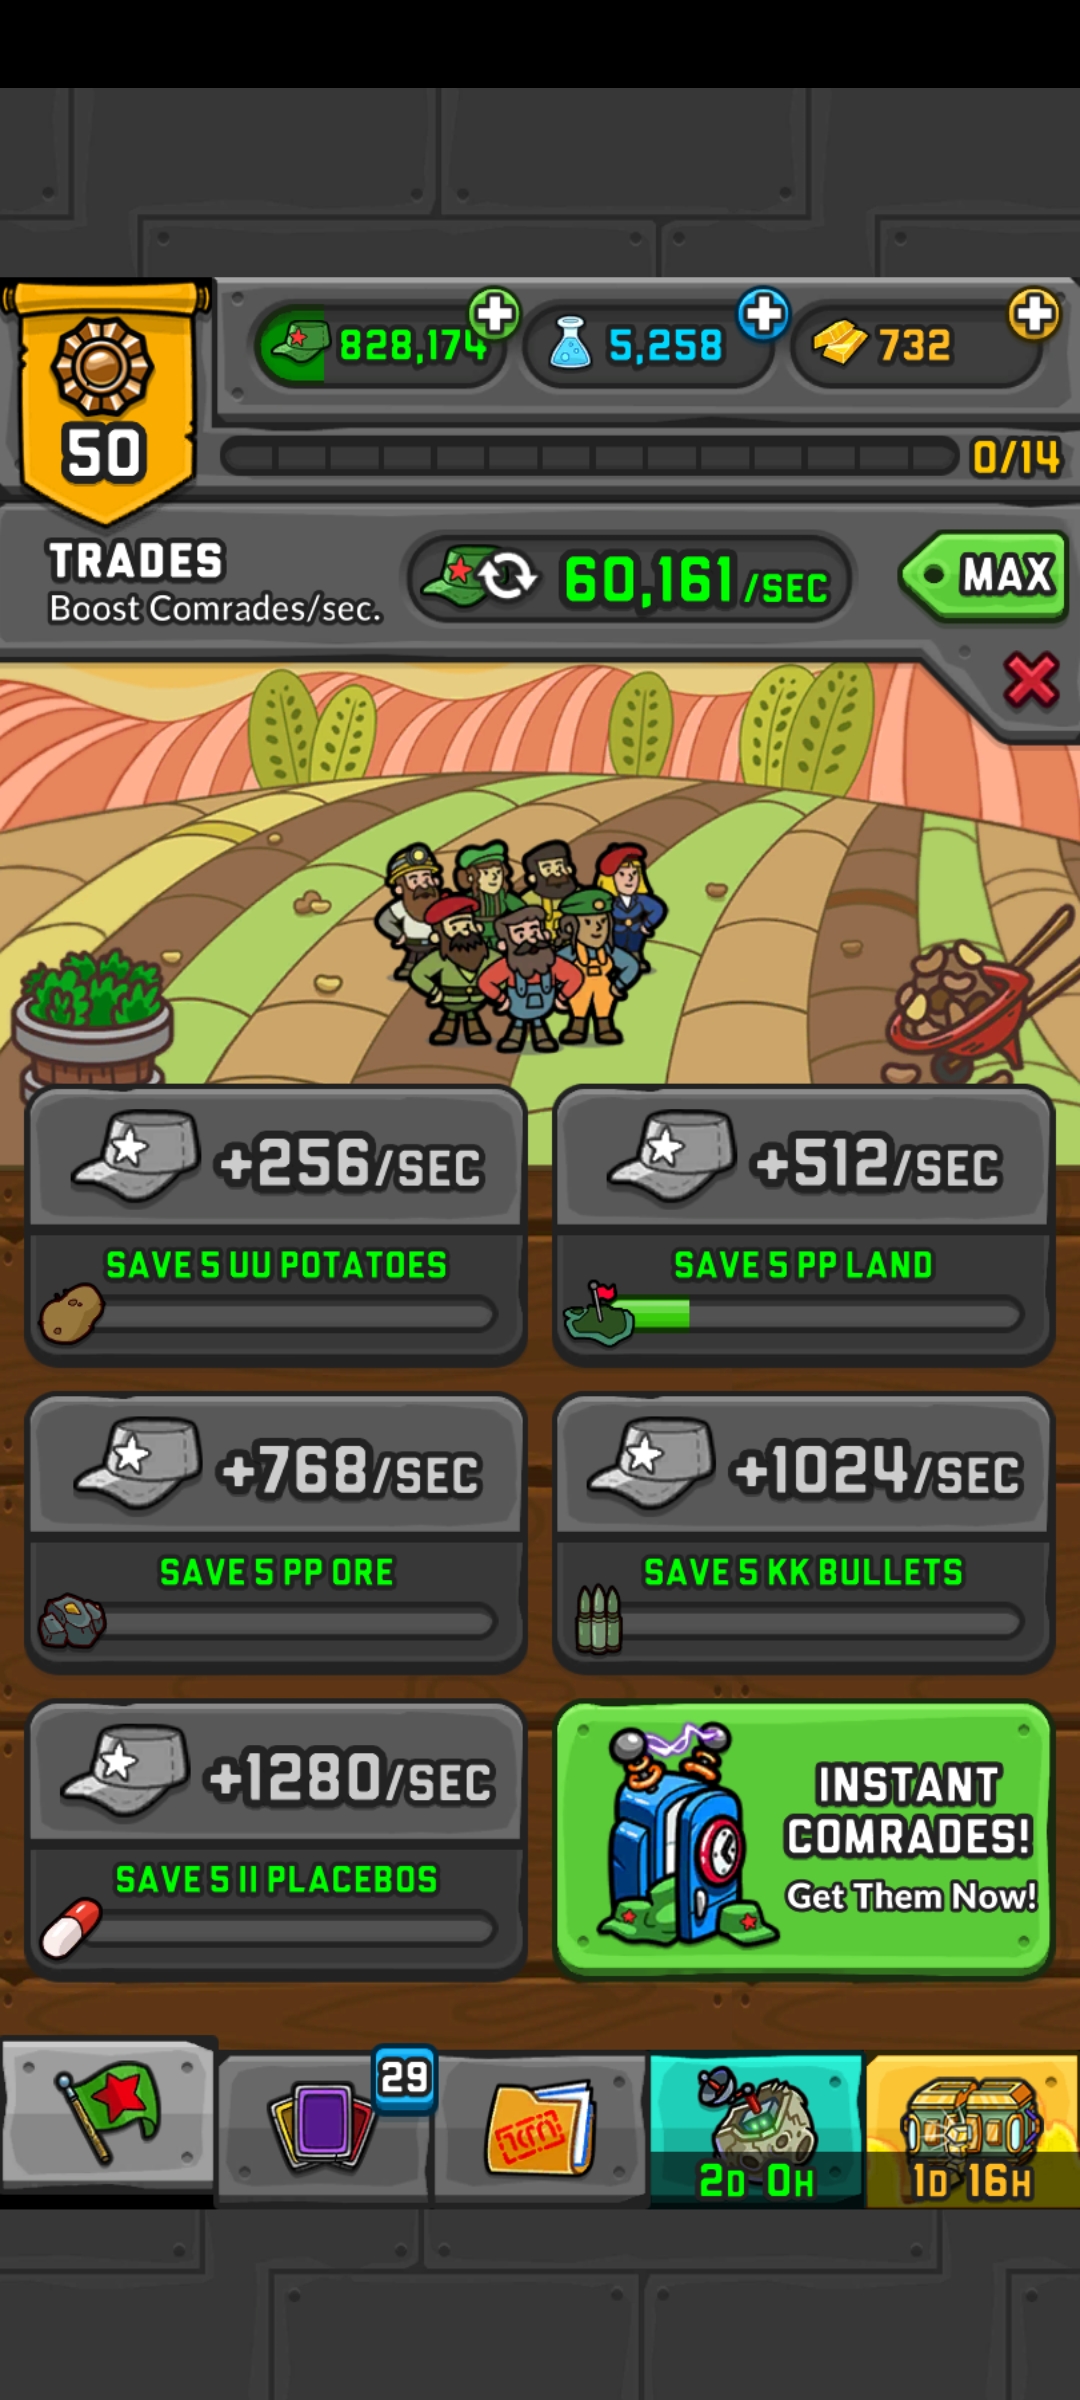 828,174
5,258
732
50
0/14
TRADES
Boost Comrades/sec.
60,161/SEC
MAX
+256/SEC
+512/SEC
SAVE 5 UU POTATOES
SAVE 5 PP LAND
+768/SEC
+1024/SEC
SAVE 5 PP ORE
SAVE 5 KK BULLETS
+1280/SEC
SAVE 5 II PLACEBOS
INSTANT
COMRADES!
Get Them Now!
29
2D 0H
1D 16H